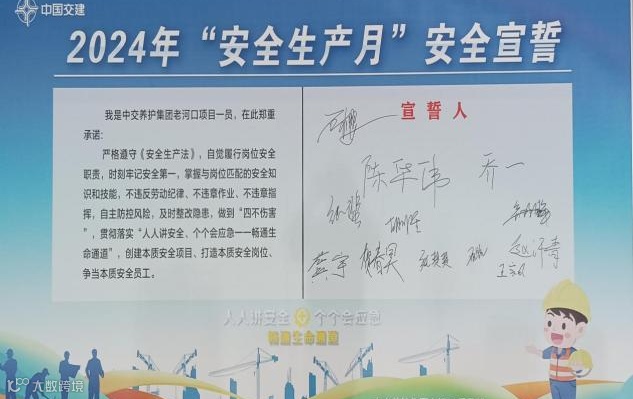 中国交建
2024年“安全生产月”安全宣誓
我是中交养护集团老河口项目一员，在此郑重
承诺：
严格遵守《安全生产法》，自觉履行岗位安全
职责，时刻牢记安全第一，掌握与岗位匹配的安全知
识和技能，不违反劳动纪律、不违章作业、不违章指
挥，自主防控风险，及时整改隐患，做到“四不伤害
”，贯彻落实“人人讲安全、个个会应急——畅通生
命通道”，创建本质安全项目、打造本质安全岗位、
争当本质安全员工。
宣誓人
陈华玮 乔一
龚宇
人人讲安全 个个会应急
畅通生命通道
大数跨境